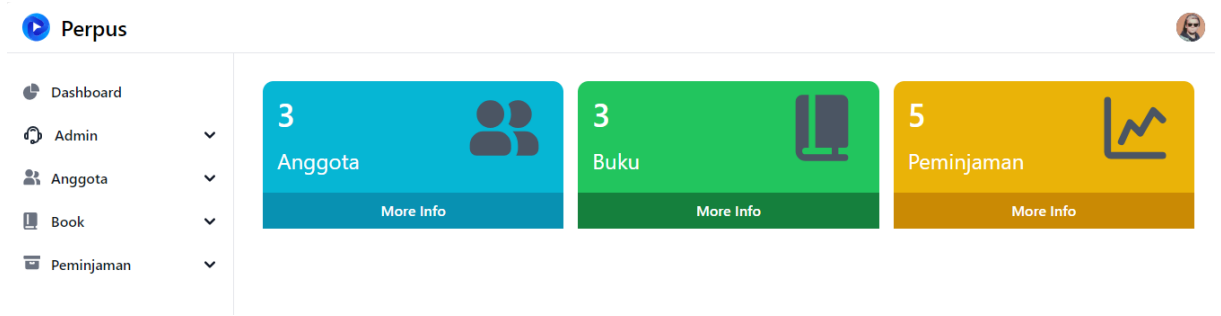 Perpus
Dashboard
Admin
Anggota
Book
Peminjaman
3
Anggota
More Info
3
Buku
More Info
5
Peminjaman
More Info